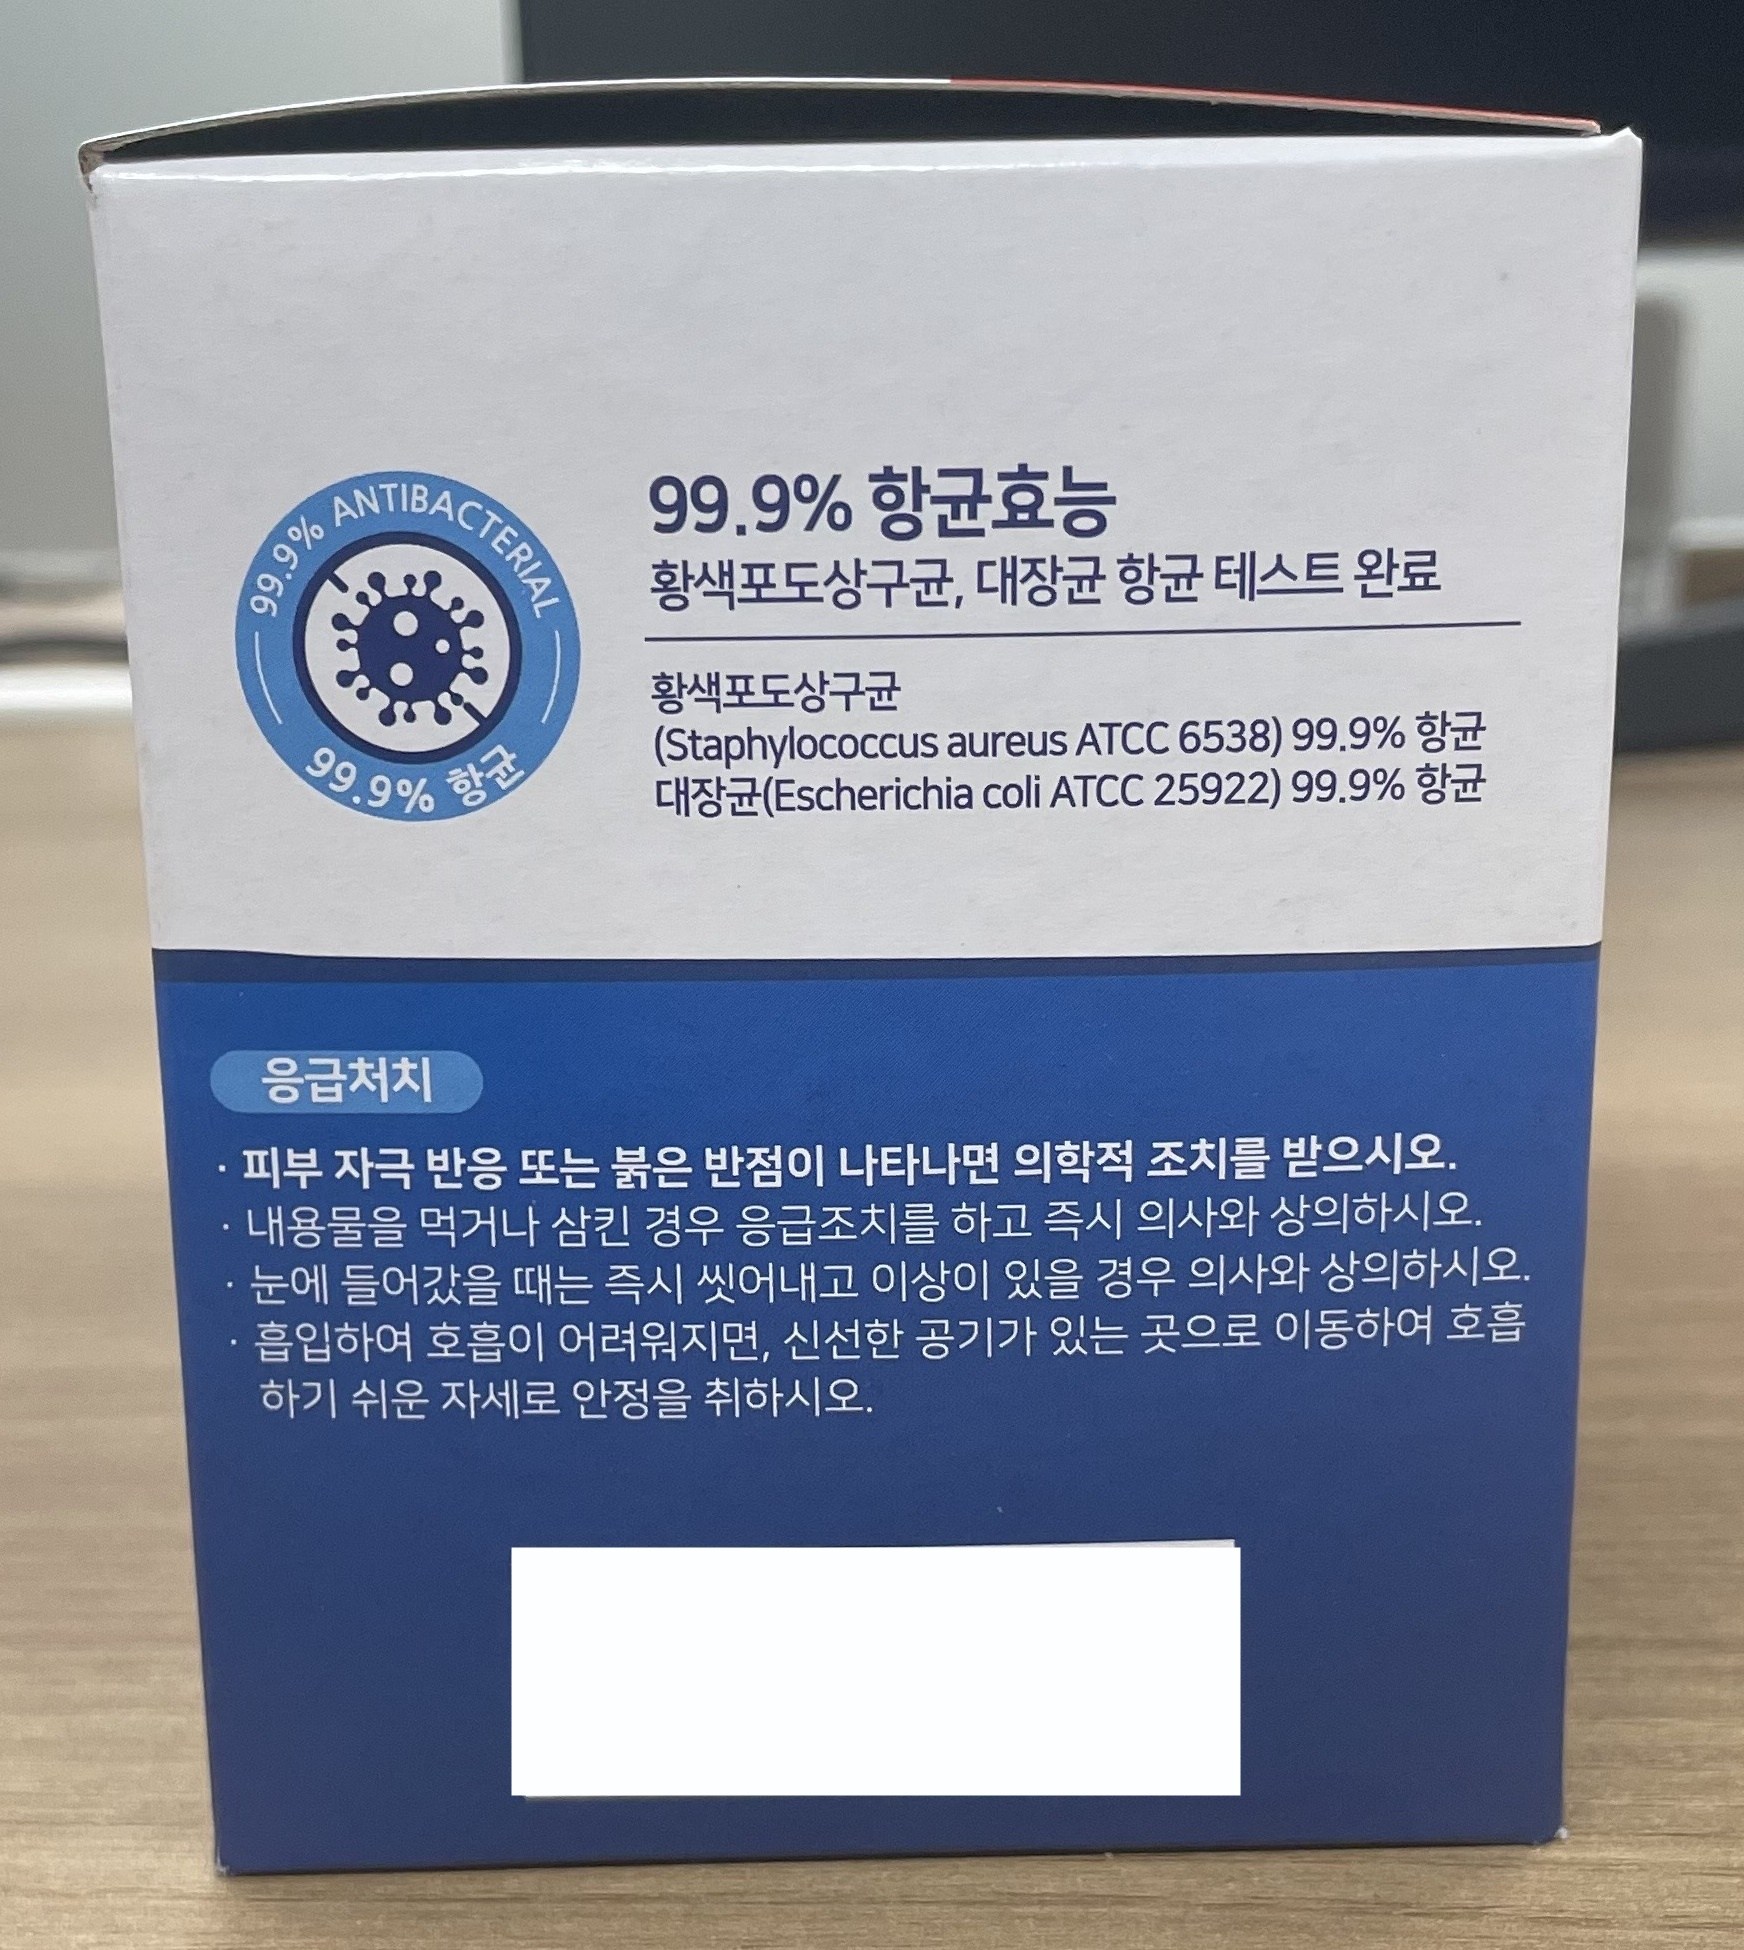 99.9% ANTIBACTERIAL
99.9% 항균
99.9% 항균효능
황색포도상구균, 대장균 항균 테스트 완료
황색포도상구균
(Staphylococcus aureus ATCC 6538) 99.9% 항균
대장균(Escherichia coli ATCC 25922) 99.9% 항균
응급처치
· 피부 자극 반응 또는 붉은 반점이 나타나면 의학적 조치를 받으시오.
· 내용물을 먹거나 삼킨 경우 응급조치를 하고 즉시 의사와 상의하시오.
· 눈에 들어갔을 때는 즉시 씻어내고 이상이 있을 경우 의사와 상의하시오.
· 흡입하여 호흡이 어려워지면, 신선한 공기가 있는 곳으로 이동하여 호흡
하기 쉬운 자세로 안정을 취하시오.